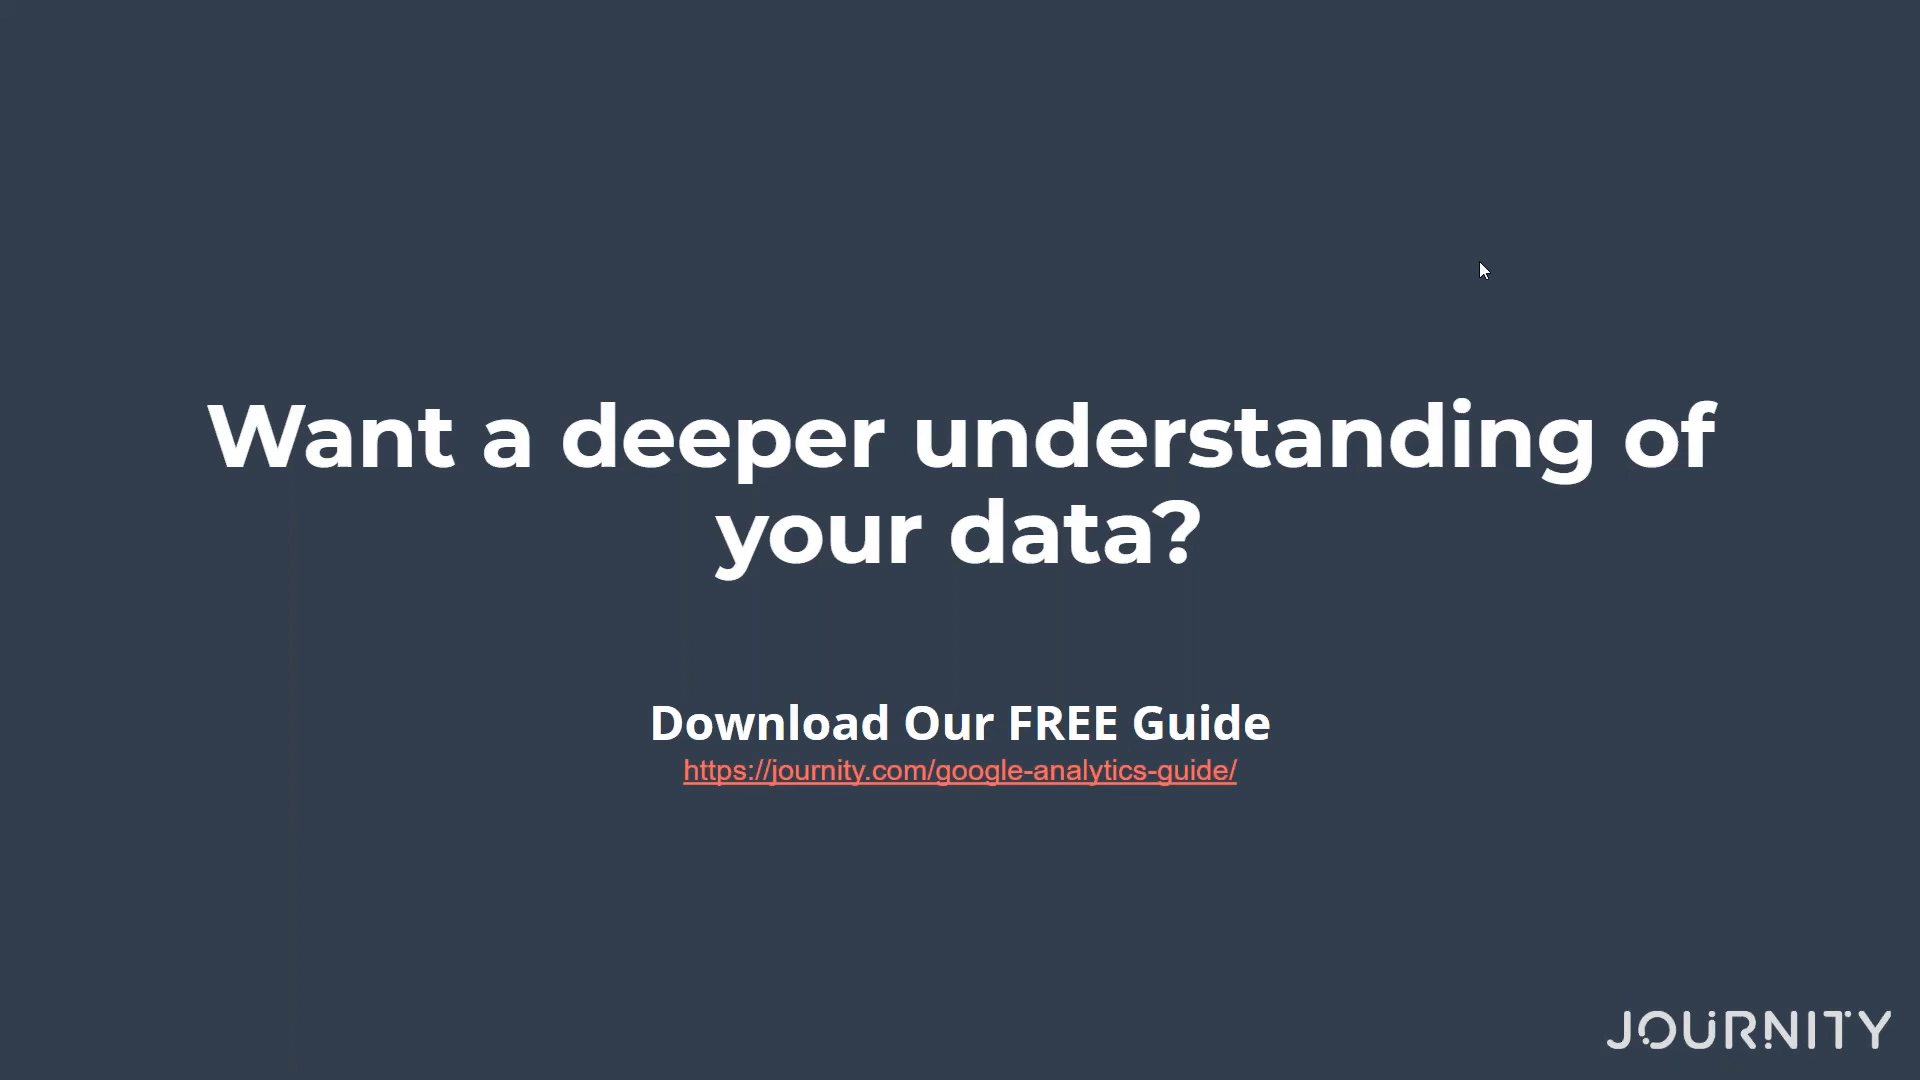 Want a deeper understanding of
your data?
Download Our FREE Guide
https://journity.com/google-analytics-guide/
JOURNITY